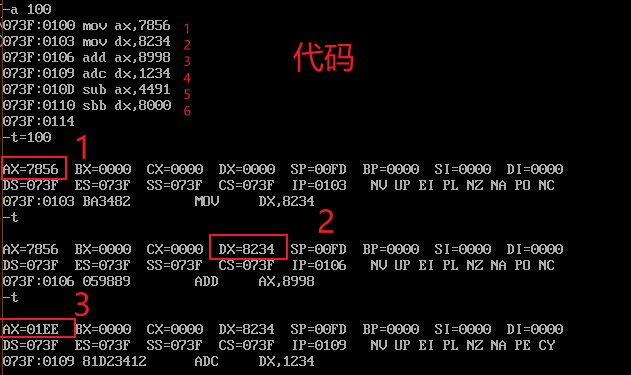 -a 100
073F:0100 mov ax,7856 1
073F:0103 mov dx,8234 2
073F:0106 add ax,8998 3
073F:0109 adc dx,1234 4
073F:010D sub ax,4491 5
073F:0110 sbb dx,8000 6
073F:0114
代码
-t=100
1
AX=7856 BX=0000 CX=0000 DX=0000 SP=00FD BP=0000 SI=0000 DI=0000
DS=073F ES=073F SS=073F CS=073F IP=0103 NV UP EI PL NZ NA PO NC
073F:0103 BA3482 MOV DX,8234
-t
2
AX=7856 BX=0000 CX=0000 DX=8234 SP=00FD BP=0000 SI=0000 DI=0000
DS=073F ES=073F SS=073F CS=073F IP=0106 NV UP EI PL NZ NA PO NC
073F:0106 059889 ADD AX,8998
-t
3
AX=01EE BX=0000 CX=0000 DX=8234 SP=00FD BP=0000 SI=0000 DI=0000
DS=073F ES=073F SS=073F CS=073F IP=0109 NV UP EI PL NZ NA PE CY
073F:0109 81D23412 ADC DX,1234